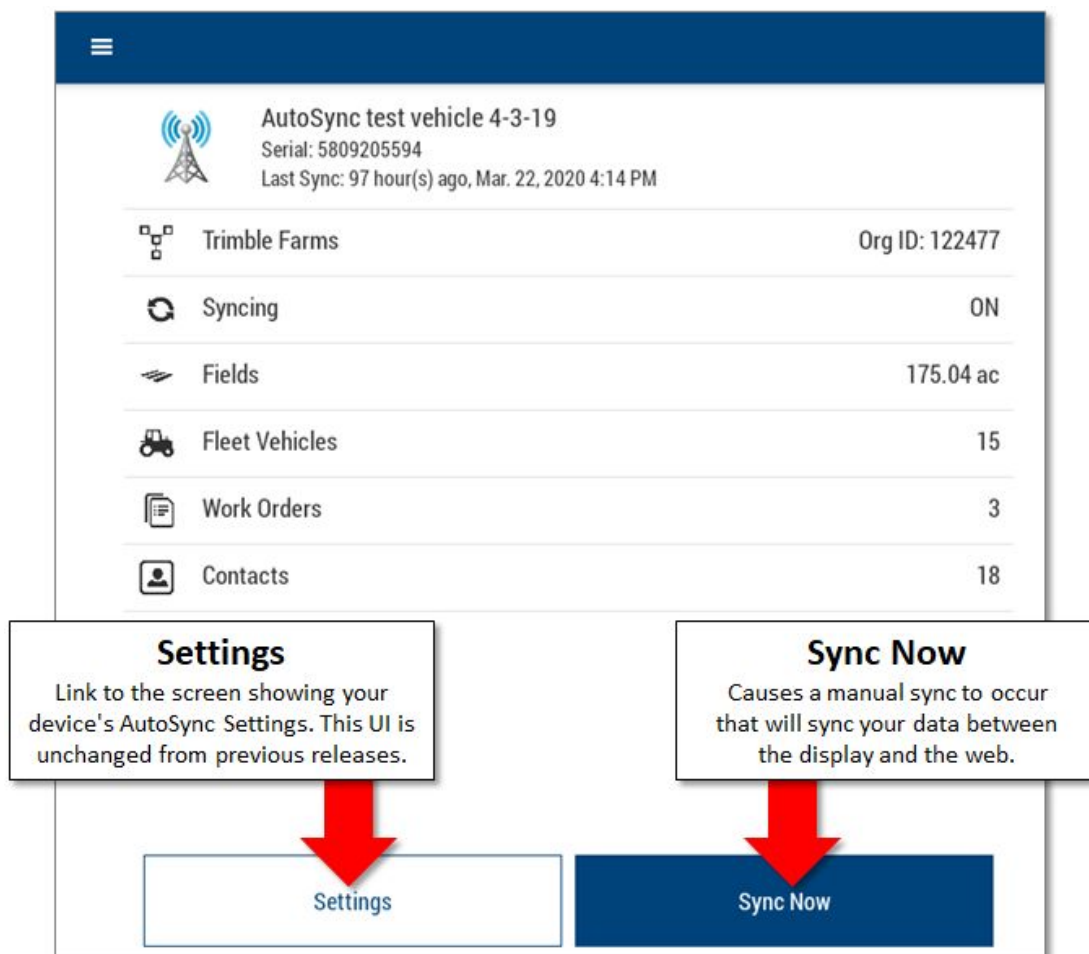 AutoSync test vehicle 4-3-19
Serial: 5809205594
Last Sync: 97 hour(s) ago, Mar. 22, 2020 4:14 PM
Trimble Farms Org ID: 122477
Syncing ON
Fields 175.04 ac
Fleet Vehicles 15
Work Orders 3
Contacts 18
Settings
Link to the screen showing your
device's AutoSync Settings. This UI is
unchanged from previous releases.
Sync Now
Causes a manual sync to occur
that will sync your data between
the display and the web.
Settings
Sync Now